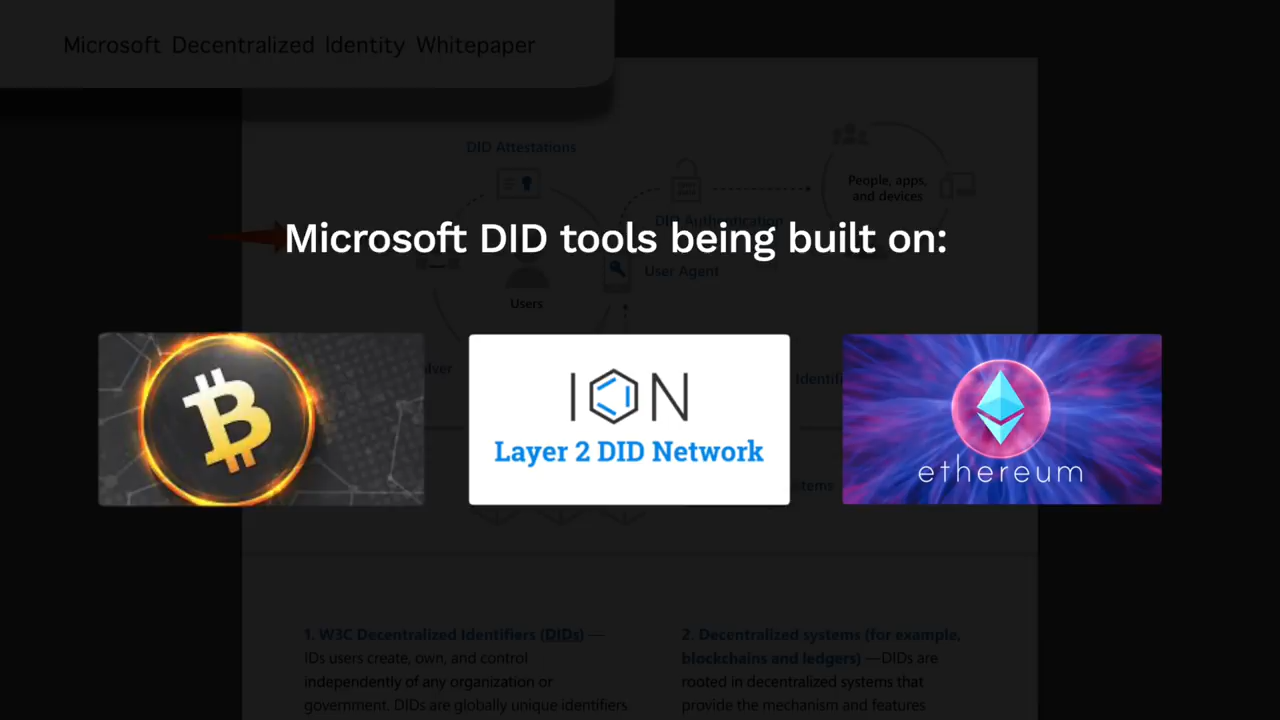 Microsoft Decentralized Identity Whitepaper
DID Attestations
People, apps,
and devices
DID Authentication
Microsoft DID tools being built on:
User Agent
Users
ION
Layer 2 DID Network
ethereum
1. W3C Decentralized Identifiers (DIDs) —
IDs users create, own, and control
independently of any organization or
government. DIDs are globally unique identifiers
2. Decentralized systems (for example,
blockchains and ledgers) —DIDs are
rooted in decentralized systems that
provide the mechanism and features